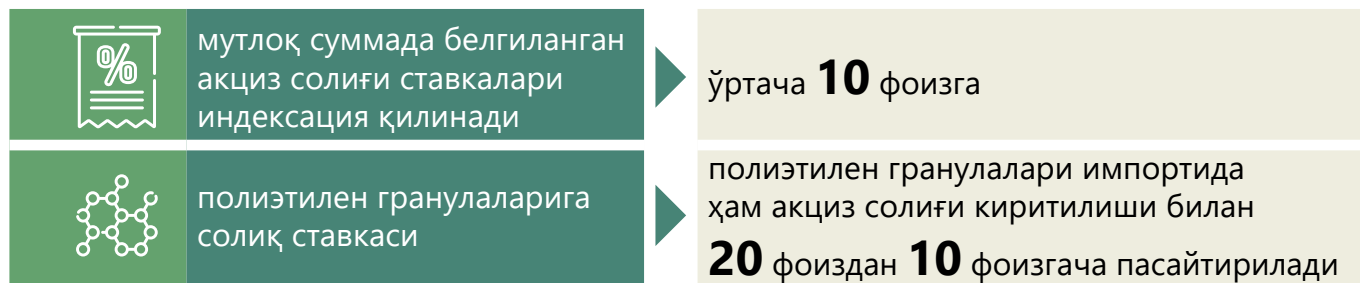 %
мутлоқ суммада белгиланган
акциз солиғи ставкалари
индексация қилинади
ўртача 10 фоизга
полиэтилен гранулаларига
солиқ ставкаси
полиэтилен гранулалари импортида
ҳам акциз солиғи киритилиши билан
20 фоиздан 10 фоизгача пасайтирилади